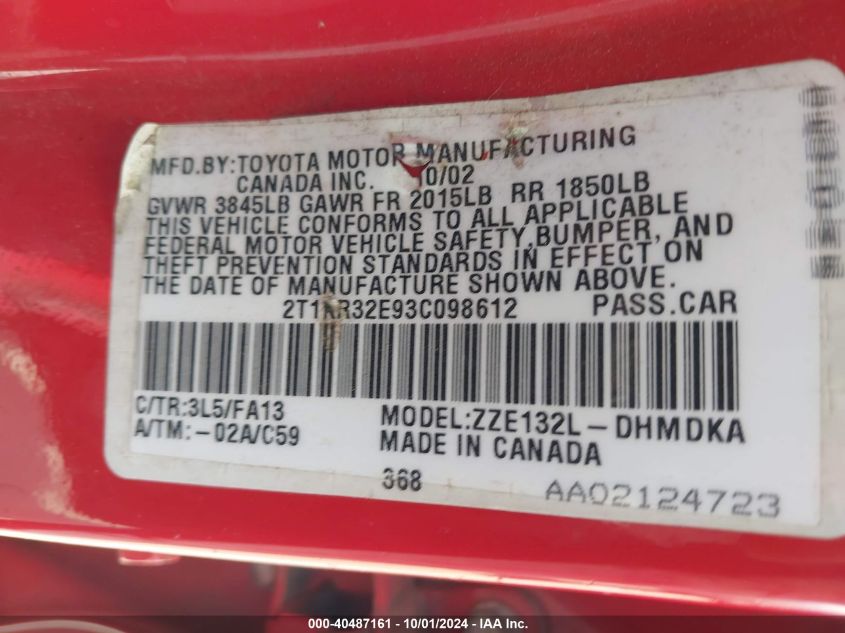 MFD.BY:TOYOTA MOTOR MANUFACTURING
CANADA INC. 10/02
GVWR 3845LB GAWR FR 2015LB RR 1850LB
THIS VEHICLE CONFORMS TO ALL APPLICABLE
FEDERAL MOTOR VEHICLE SAFETY,BUMPER, AND
THEFT PREVENTION STANDARDS IN EFFECT ON
THE DATE OF MANUFACTURE SHOWN ABOVE.
2T1KR32E93C098612 PASS.CAR
C/TR:3L5/FA13 MODEL:ZZE132L-DHMDKA
A/TM:-02A/C59 MADE IN CANADA
368 AA02124723
000-40487161 - 10/01/2024 - IAA, Inc.